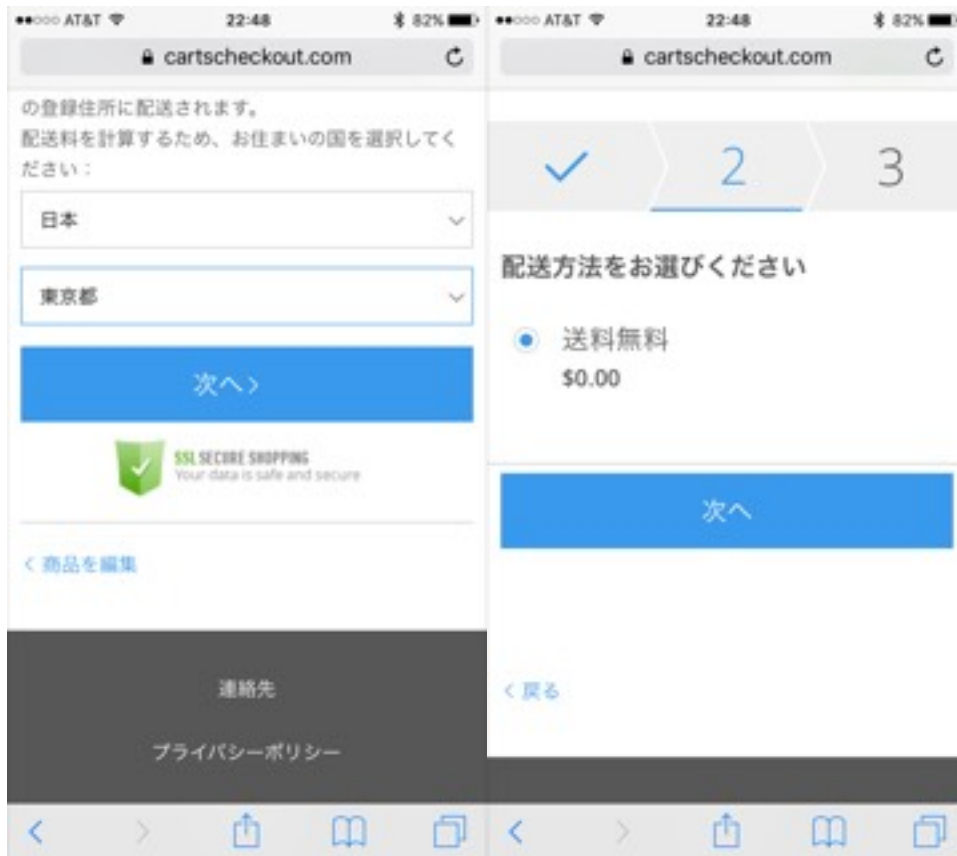 AT&T 22:48 82%
cartscheckout.com
の登録住所に配送されます。
配送料を計算するため、お住まいの国を選択してく
ださい：
日本
東京都
次へ >
SSL SECURE SHOPPING
Your data is safe and secure
< 商品を編集
連絡先
プライバシーポリシー
AT&T 22:48 82%
cartscheckout.com
2 3
配送方法をお選びください
送料無料
$0.00
次へ
< 戻る